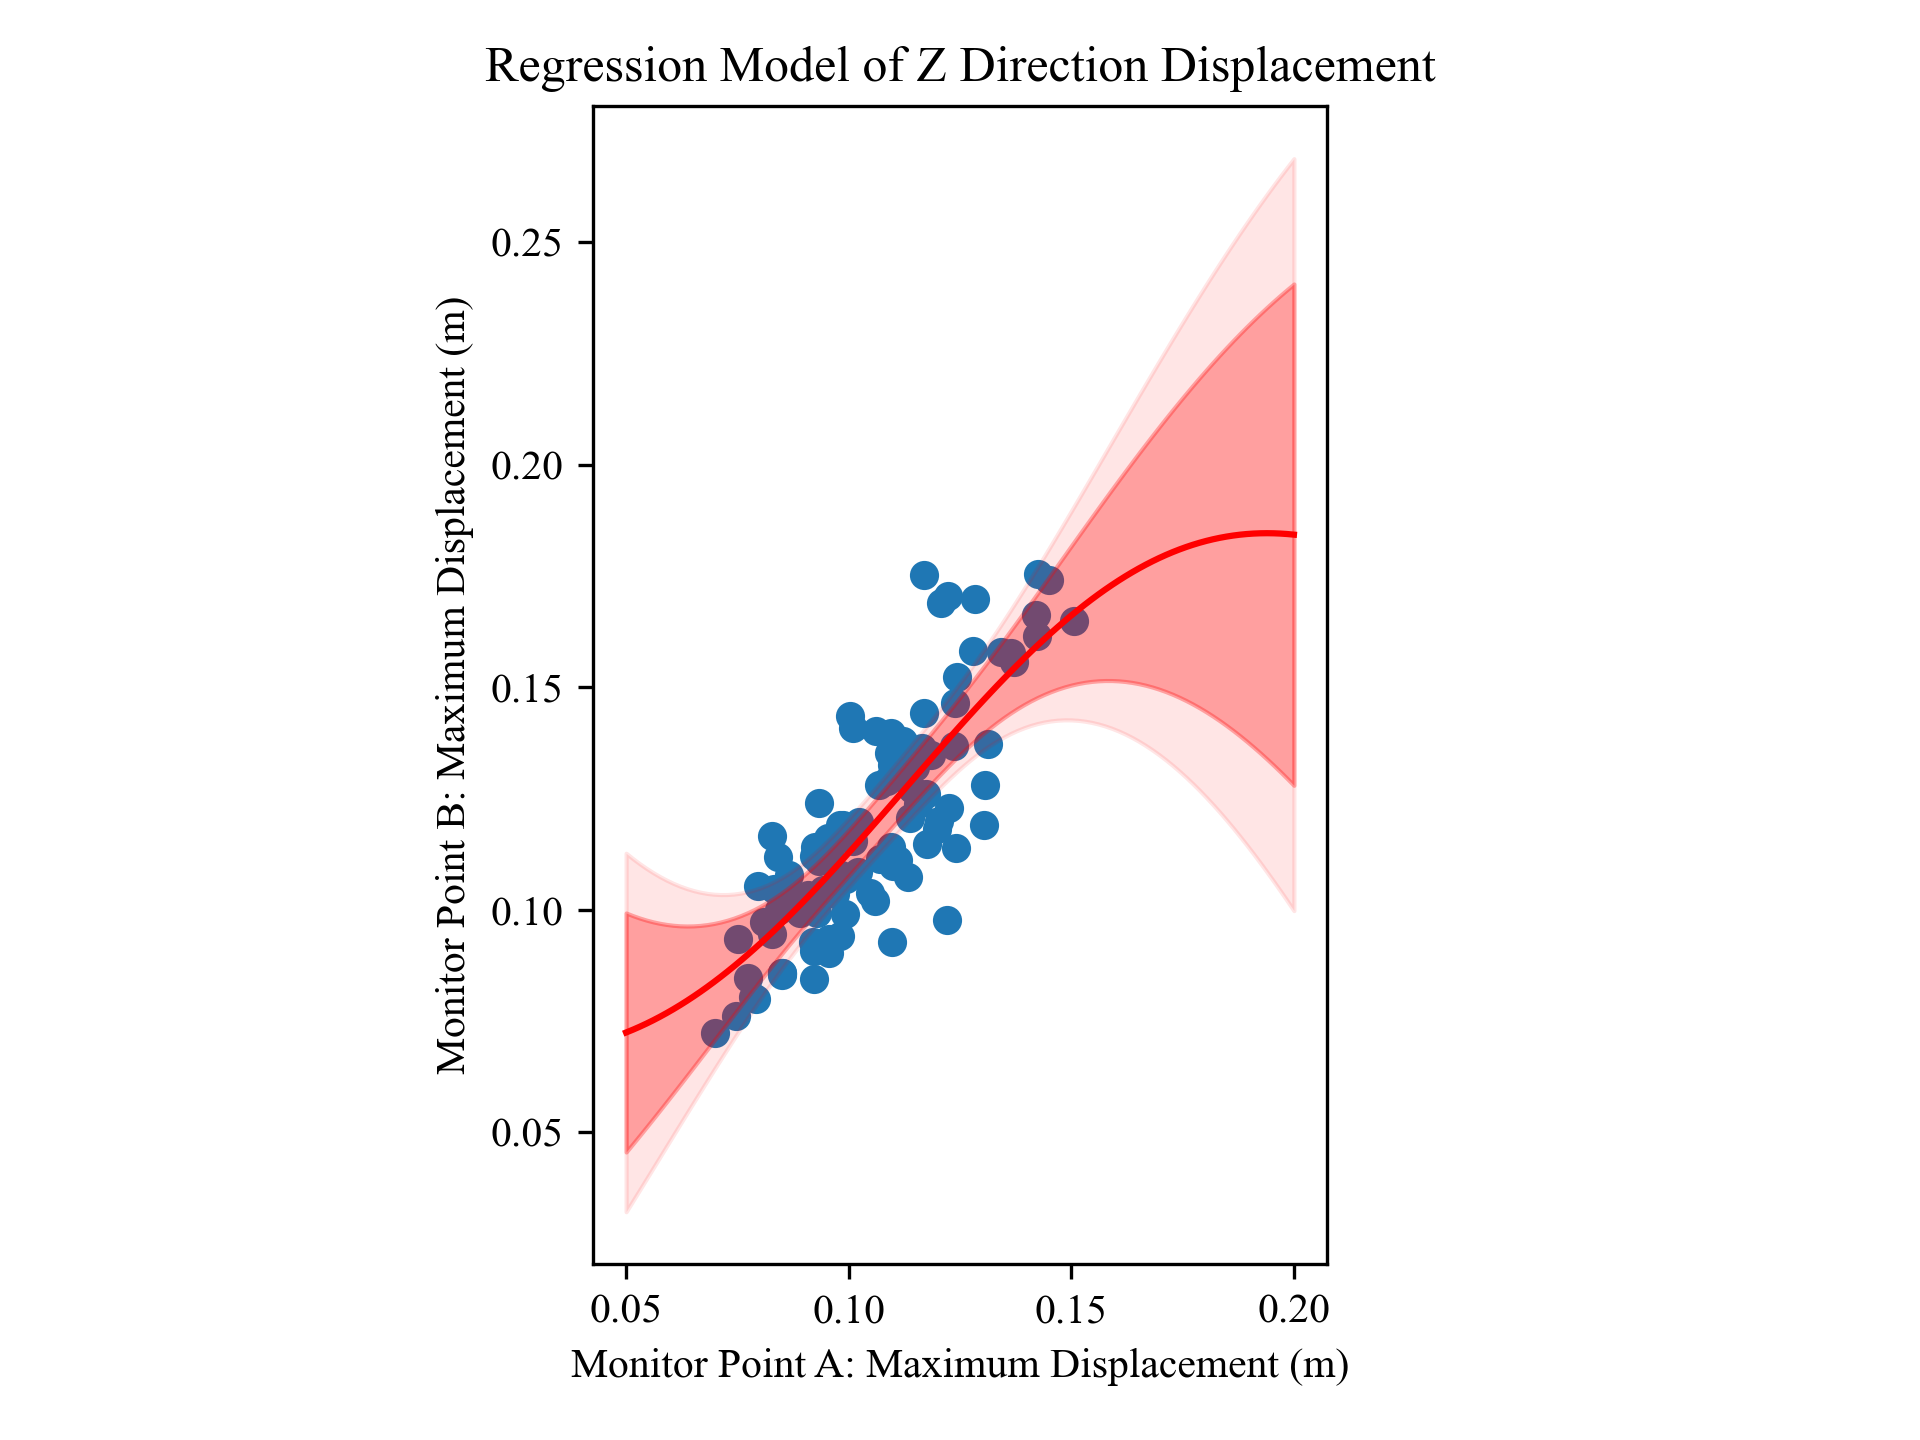 Regression Model of Z Direction Displacement
Monitor Point B: Maximum Displacement (m)
0.25
0.20
0.15
0.10
0.05
0.05 0.10 0.15 0.20
Monitor Point A: Maximum Displacement (m)